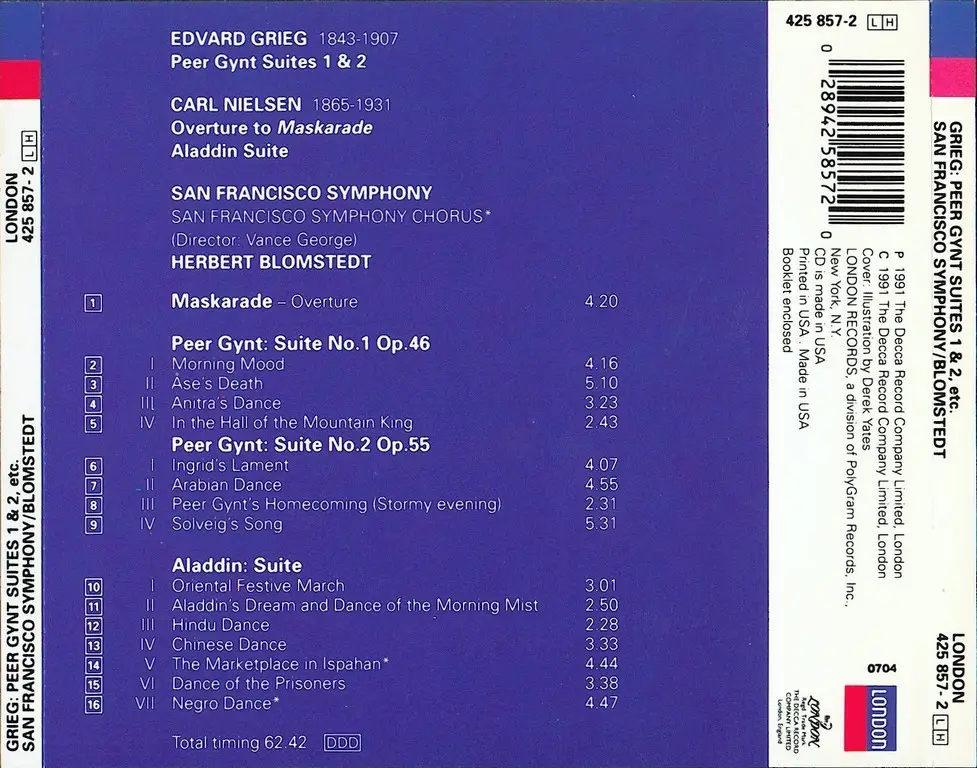 GRIEG: PEER GYNT SUITES 1 & 2, etc.
SAN FRANCISCO SYMPHONY/BLOMSTEDT
LONDON
425 857-2 LH
EDVARD GRIEG 1843-1907
Peer Gynt Suites 1 & 2
CARL NIELSEN 1865-1931
Overture to Maskarade
Aladdin Suite
SAN FRANCISCO SYMPHONY
SAN FRANCISCO SYMPHONY CHORUS*
(Director: Vance George)
HERBERT BLOMSTEDT
1 Maskarade – Overture 4.20
Peer Gynt: Suite No.1 Op.46
2 I Morning Mood 4.16
3 II Åse's Death 5.10
4 III Anitra's Dance 3.23
5 IV In the Hall of the Mountain King 2.43
Peer Gynt: Suite No.2 Op.55
6 I Ingrid's Lament 4.07
7 II Arabian Dance 4.55
8 III Peer Gynt's Homecoming (Stormy evening) 2.31
9 IV Solveig's Song 5.31
Aladdin: Suite
10 I Oriental Festive March 3.01
11 II Aladdin's Dream and Dance of the Morning Mist 2.50
12 III Hindu Dance 2.28
13 IV Chinese Dance 3.33
14 V The Marketplace in Ispahan* 4.44
15 VI Dance of the Prisoners 3.38
16 VII Negro Dance* 4.47
Total timing 62.42 DDD
425 857-2 LH
0 28942 58572 0
P 1991 The Decca Record Company Limited, London
C 1991 The Decca Record Company Limited, London
Cover: Illustration by Derek Yates
LONDON RECORDS, a division of PolyGram Records, Inc.,
New York, N.Y.
CD is made in USA
Printed in USA . Made in USA
Booklet enclosed
0704
LONDON
London
Regd. Trade Mark
THE DECCA RECORD
COMPANY LIMITED
London, England
GRIEG: PEER GYNT SUITES 1 & 2, etc.
SAN FRANCISCO SYMPHONY/BLOMSTEDT
LONDON
425 857-2 LH